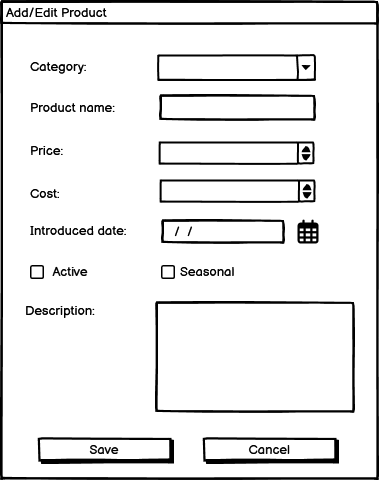 Add/Edit Product
Category:
Product name:
Price:
Cost:
Introduced date: / /
Active Seasonal
Description:
Save Cancel